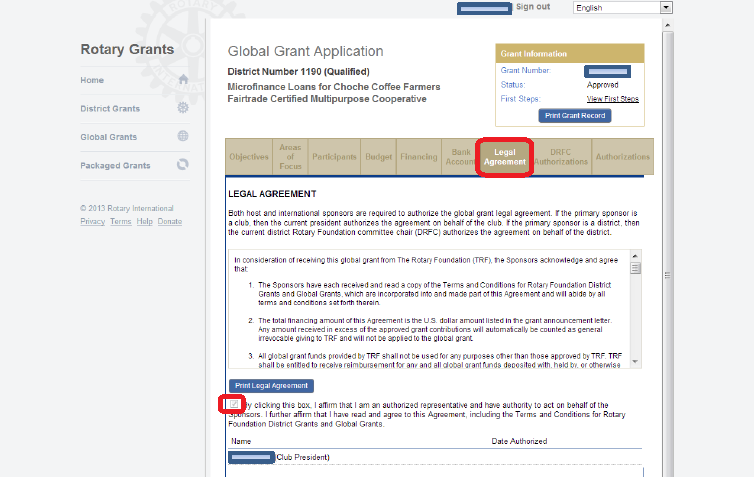 Sign out
English
Rotary Grants
Home
District Grants
Global Grants
Packaged Grants
© 2013 Rotary International
Privacy Terms Help Donate
Global Grant Application
District Number 1190 (Qualified)
Microfinance Loans for Choche Coffee Farmers
Fairtrade Certified Multipurpose Cooperative
Grant Information
Grant Number:
Status: Approved
First Steps: View First Steps
Print Grant Record
Objectives
Areas of Focus
Participants
Budget
Financing
Bank Account
Legal Agreement
DRFC Authorizations
Authorizations
LEGAL AGREEMENT
Both host and international sponsors are required to authorize the global grant legal agreement. If the primary sponsor is
a club, then the current president authorizes the agreement on behalf of the club. If the primary sponsor is a district, then
the current district Rotary Foundation committee chair (DRFC) authorizes the agreement on behalf of the district.
In consideration of receiving this global grant from The Rotary Foundation (TRF), the Sponsors acknowledge and agree
that:
1. The Sponsors have each received and read a copy of the Terms and Conditions for Rotary Foundation District
Grants and Global Grants, which are incorporated into and made part of this Agreement and will abide by all
terms and conditions set forth therein.
2. The total financing amount of this Agreement is the U.S. dollar amount listed in the grant announcement letter.
Any amount received in excess of the approved grant contributions will automatically be counted as general
irrevocable giving to TRF and will not be applied to the global grant.
3. All global grant funds provided by TRF shall not be used for any purposes other than those approved by TRF. TRF
shall be entitled to receive reimbursement for any and all global grant funds deposited with, held by, or otherwise
Print Legal Agreement
By clicking this box, I affirm that I am an authorized representative and have authority to act on behalf of the
Sponsors. I further affirm that I have read and agree to this Agreement, including the Terms and Conditions for Rotary
Foundation District Grants and Global Grants.
Name Date Authorized
(Club President)